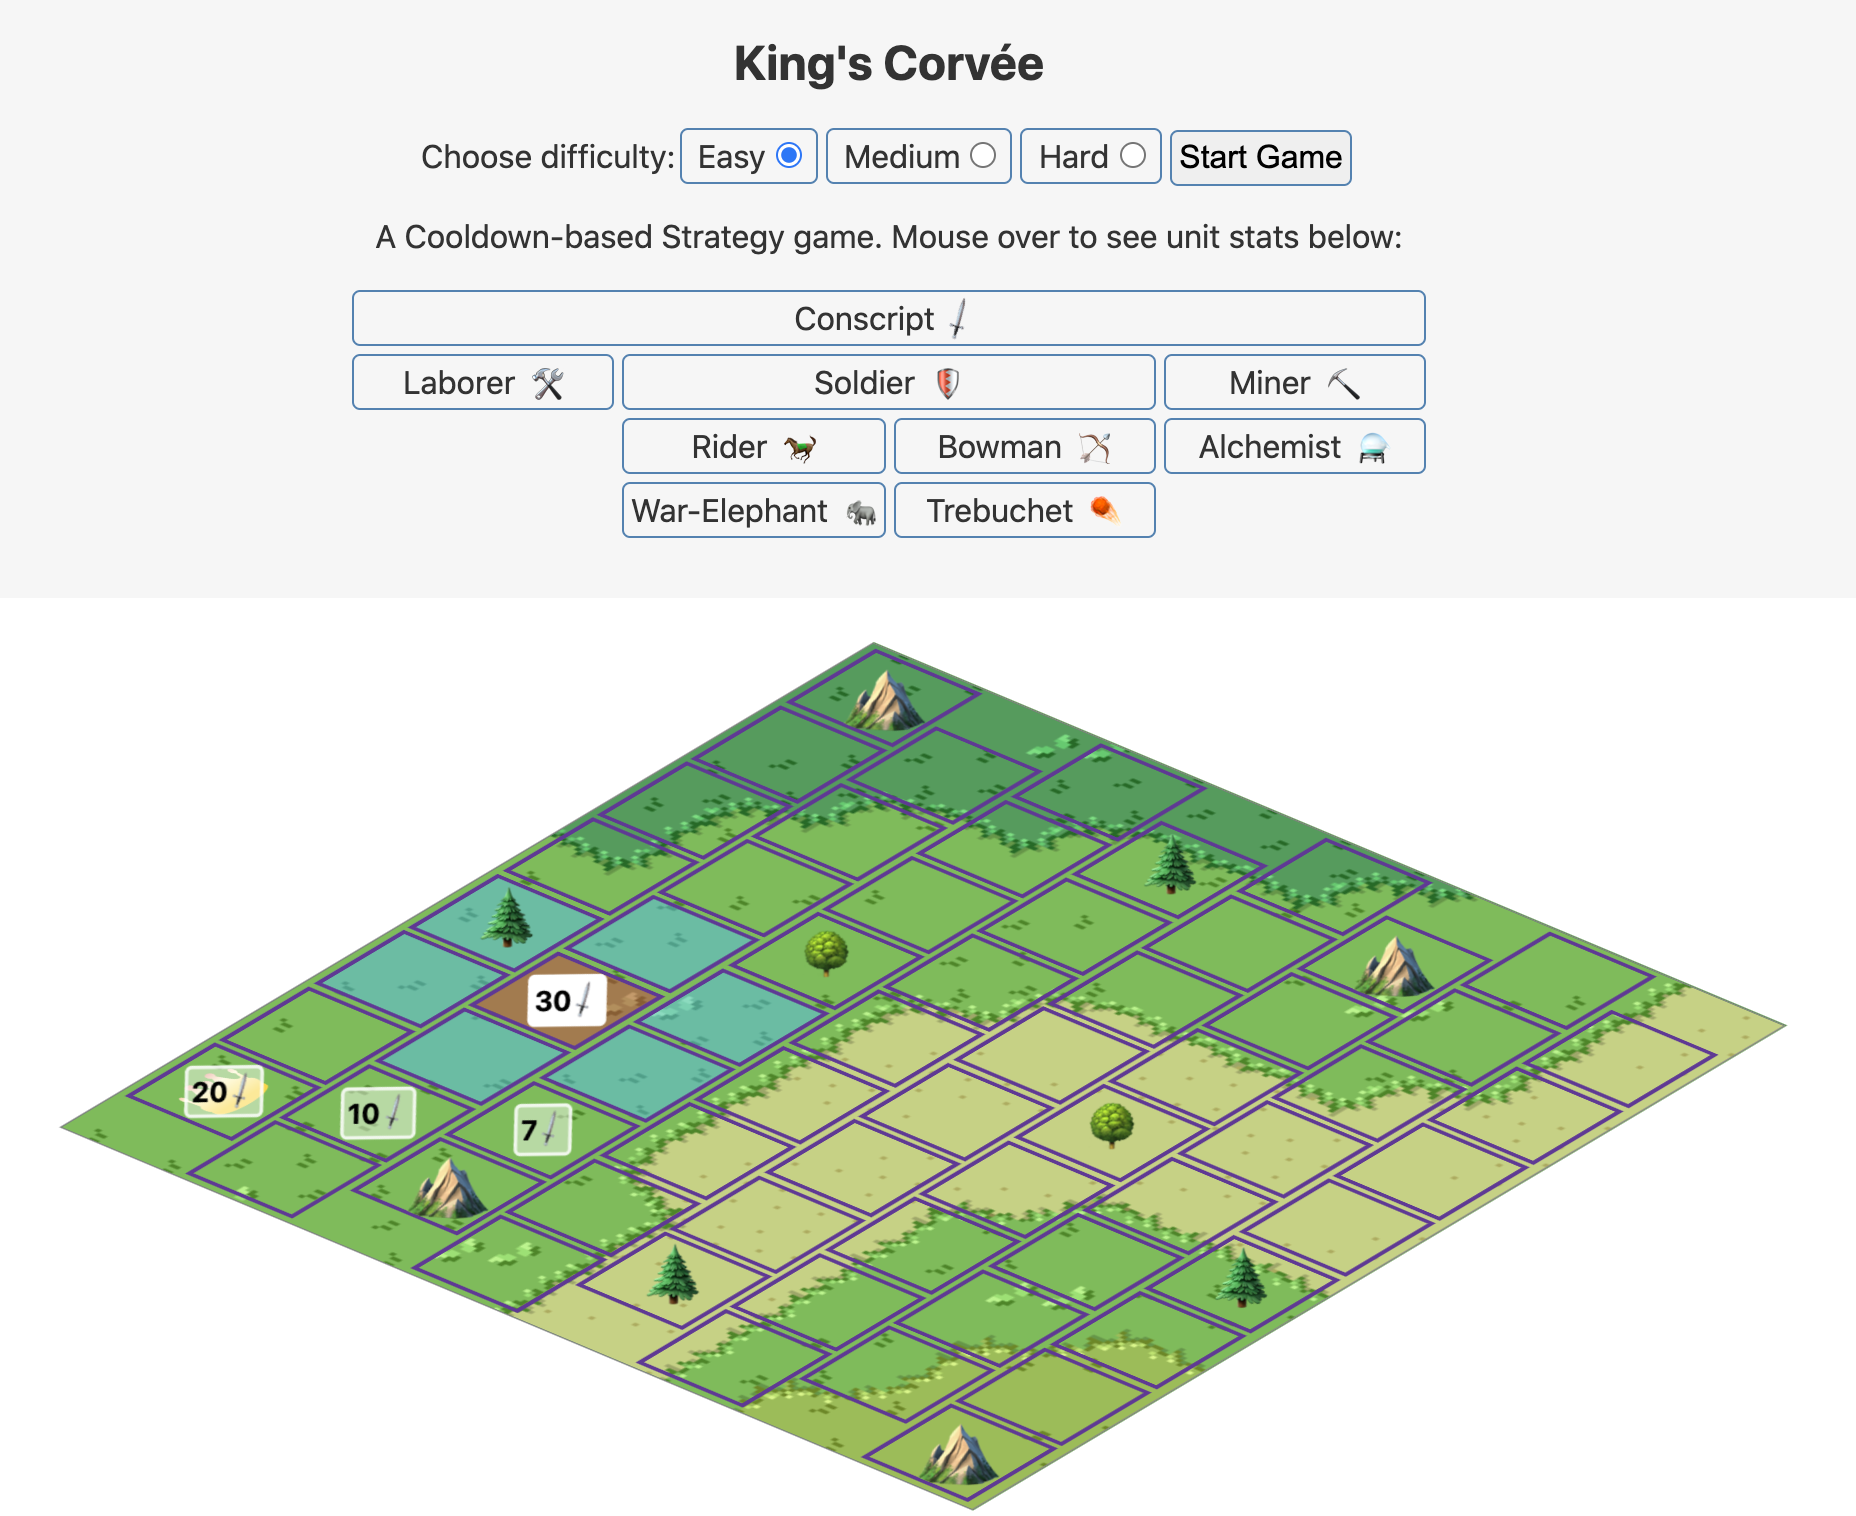 King's Corvée
Choose difficulty: Easy Medium Hard Start Game
A Cooldown-based Strategy game. Mouse over to see unit stats below:
Conscript
Laborer Soldier Miner
Rider Bowman Alchemist
War-Elephant Trebuchet
30
20
10
7